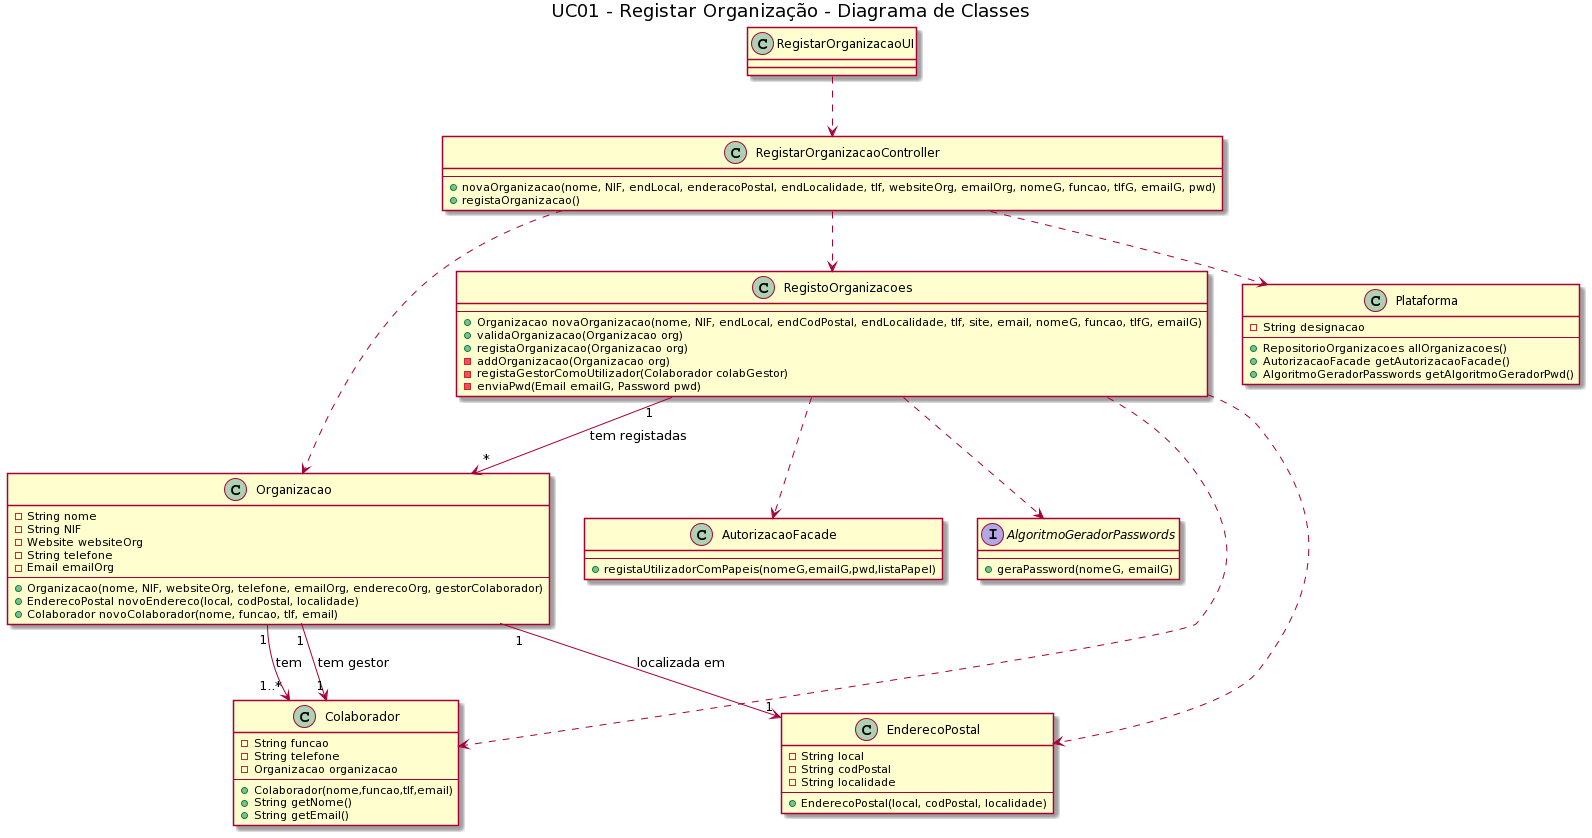 UC01 - Registar Organização - Diagrama de Classes
C RegistarOrganizacaoUI
C RegistarOrganizacaoController
novaOrganizacao(nome, NIF, endLocal, enderacoPostal, endLocalidade, tlf, websiteOrg, emailOrg, nomeG, funcao, tlfG, emailG, pwd)
registaOrganizacao()
C RegistoOrganizacoes
Organizacao novaOrganizacao(nome, NIF, endLocal, endCodPostal, endLocalidade, tlf, site, email, nomeG, funcao, tlfG, emailG)
validaOrganizacao(Organizacao org)
registaOrganizacao(Organizacao org)
addOrganizacao(Organizacao org)
registaGestorComoUtilizador(Colaborador colabGestor)
enviaPwd(Email emailG, Password pwd)
C Plataforma
String designacao
RepositorioOrganizacoes allOrganizacoes()
AutorizacaoFacade getAutorizacaoFacade()
AlgoritmoGeradorPasswords getAlgoritmoGeradorPwd()
1
tem registadas
*
C Organizacao
String nome
String NIF
Website websiteOrg
String telefone
Email emailOrg
Organizacao(nome, NIF, websiteOrg, telefone, emailOrg, enderecoOrg, gestorColaborador)
EnderecoPostal novoEndereco(local, codPostal, localidade)
Colaborador novoColaborador(nome, funcao, tlf, email)
C AutorizacaoFacade
registaUtilizadorComPapeis(nomeG,emailG,pwd,listaPapel)
I AlgoritmoGeradorPasswords
geraPassword(nomeG, emailG)
1
tem
1..*
1
tem gestor
1
1
localizada em
1
C Colaborador
String funcao
String telefone
Organizacao organizacao
Colaborador(nome,funcao,tlf,email)
String getNome()
String getEmail()
C EnderecoPostal
String local
String codPostal
String localidade
EnderecoPostal(local, codPostal, localidade)